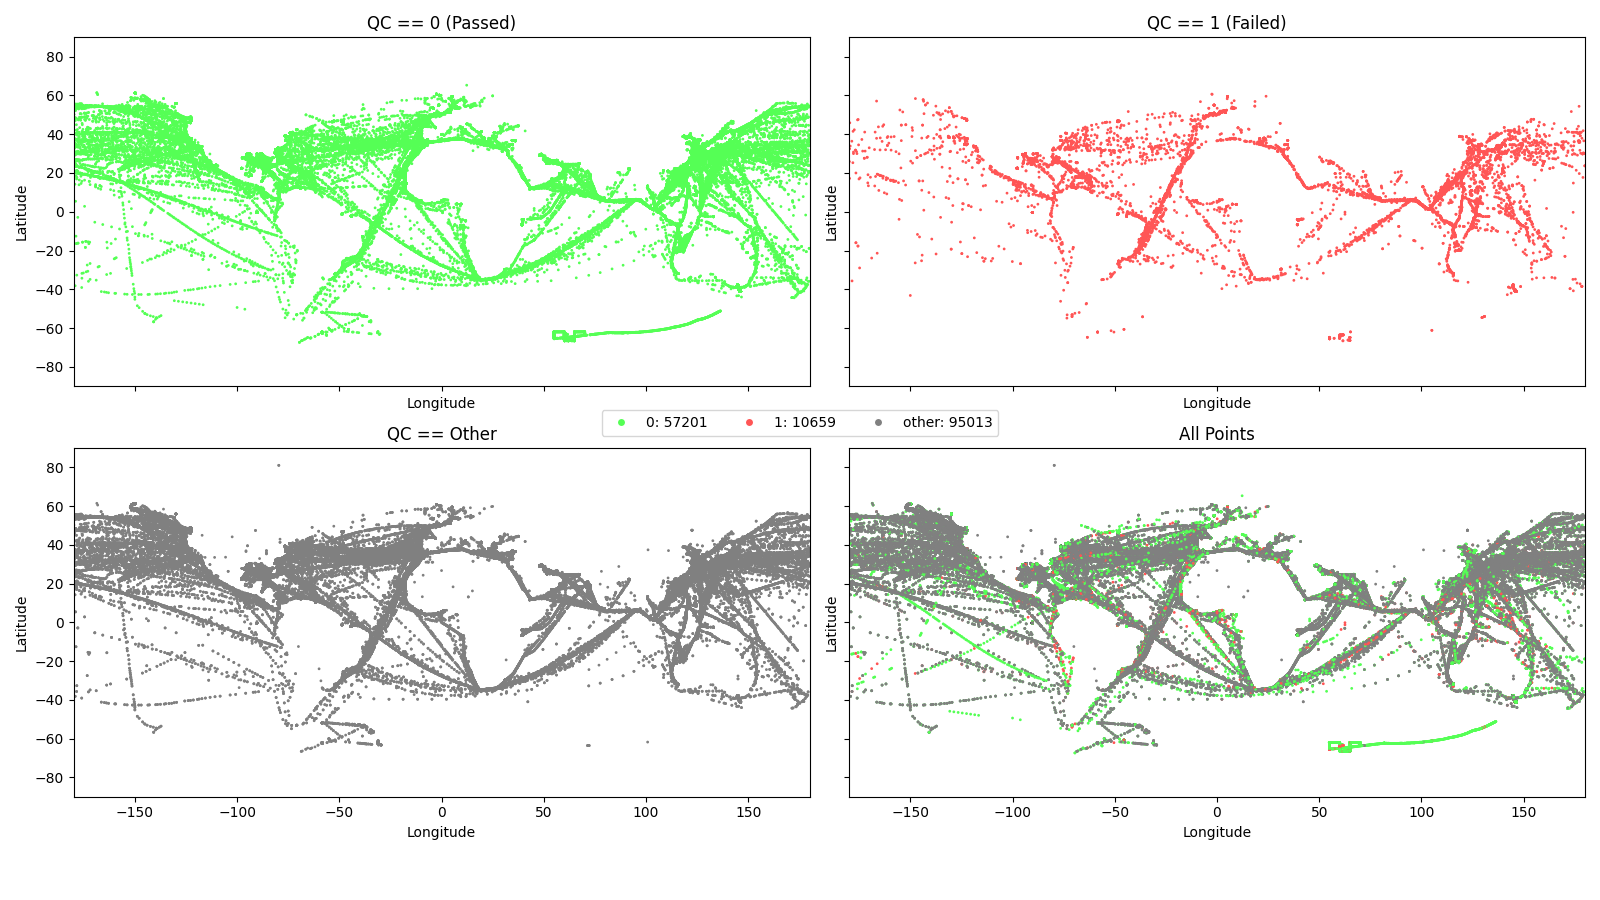 QC == 0 (Passed)
QC == 1 (Failed)
80
60
40
20
0
−20
−40
−60
−80
Latitude
Latitude
Longitude
Longitude
0: 57201
1: 10659
other: 95013
QC == Other
All Points
80
60
40
20
0
−20
−40
−60
−80
Latitude
Latitude
−150 −100 −50 0 50 100 150
−150 −100 −50 0 50 100 150
Longitude
Longitude